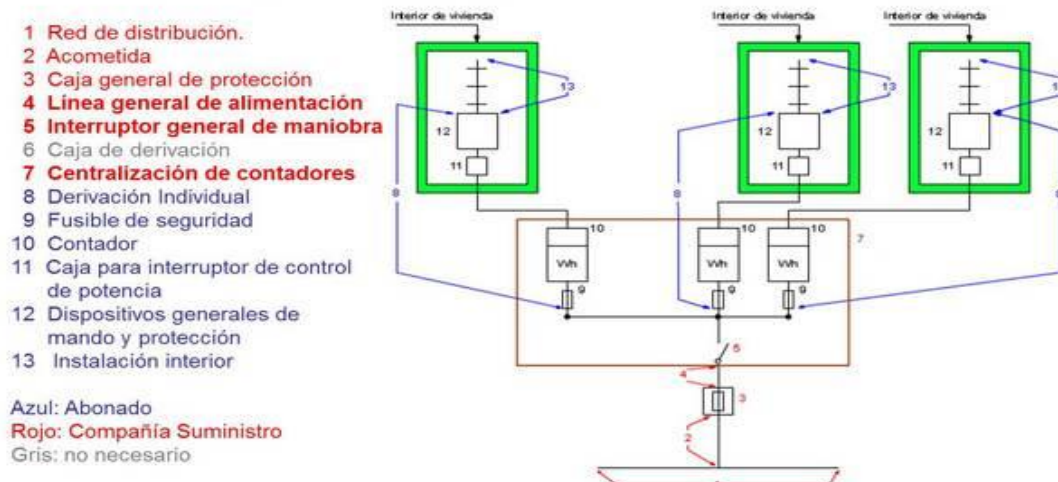 1 Red de distribución.
2 Acometida
3 Caja general de protección
4 Línea general de alimentación
5 Interruptor general de maniobra
6 Caja de derivación
7 Centralización de contadores
8 Derivación Individual
9 Fusible de seguridad
10 Contador
11 Caja para interruptor de control
de potencia
12 Dispositivos generales de
mando y protección
13 Instalación interior
Azul: Abonado
Rojo: Compañía Suministro
Gris: no necesario
Interior de vivienda
Interior de vivienda
Interior de vivienda
13
13
12
12
12
11
11
11
8
8
10
10
10
7
Wh
Wh
Wh
9
9
9
5
4
3
2